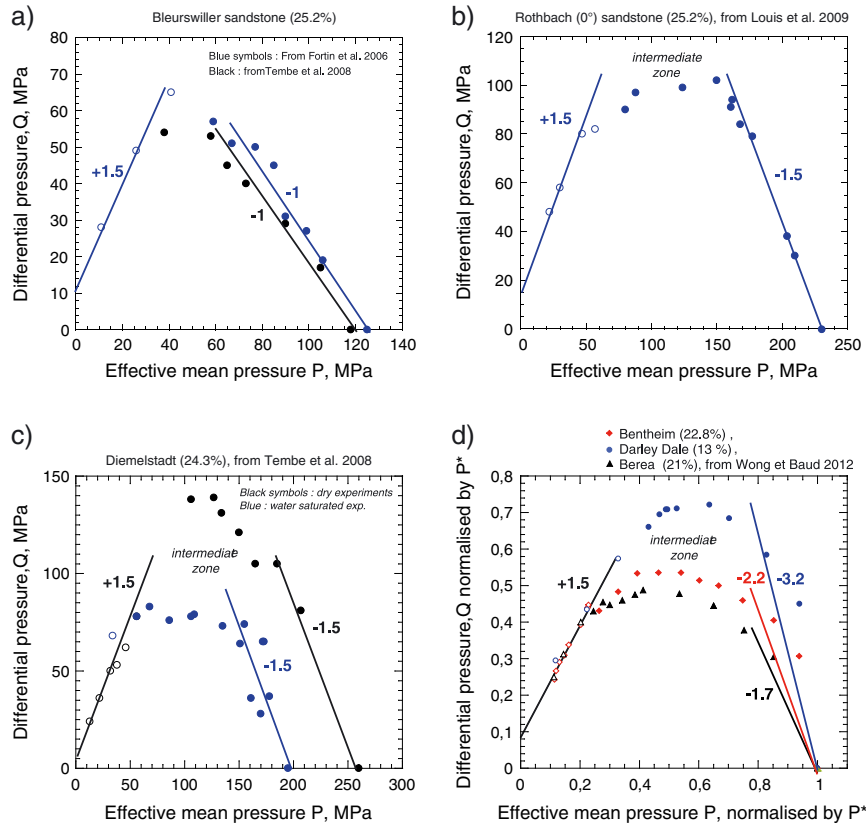 a)
Bleurswiller sandstone (25.2%)
Blue symbols : From Fortin et al. 2006
Black : fromTembe et al. 2008
80
70
60
50
40
30
20
10
0
+1.5
-1
-1
0 20 40 60 80 100 120 140
Differential pressure,Q, MPa
Effective mean pressure P, MPa
b)
Rothbach (0°) sandstone (25.2%), from Louis et al. 2009
intermediate
zone
120
100
80
60
40
20
0
+1.5
-1.5
0 50 100 150 200 250
Differential pressure, Q, MPa
Effective mean pressure P, MPa
c)
Diemelstadt (24.3%), from Tembe et al. 2008
Black symbols : dry experiments
Blue : water saturated exp.
intermediate
zone
150
100
50
0
+1.5
-1.5
-1.5
0 50 100 150 200 250 300
Differential pressure,Q, MPa
Effective mean pressure P, MPa
d)
Bentheim (22.8%) ,
Darley Dale (13 %) ,
Berea (21%), from Wong et Baud 2012
intermediate
zone
0,8
0,7
0,6
0,5
0,4
0,3
0,2
0,1
0
+1.5
-2.2
-3.2
-1.7
0 0,2 0,4 0,6 0,8 1
Differential pressure,Q normalised by P*
Effective mean pressure P, normalised by P*